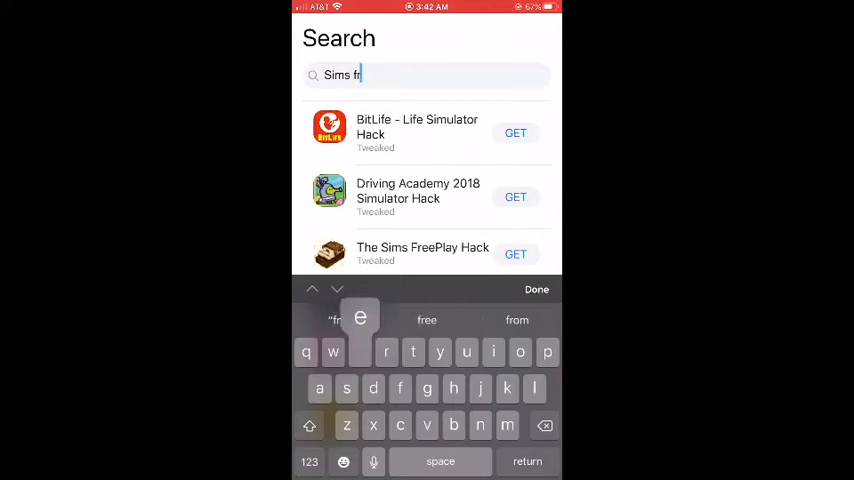 AT&T 3:42 AM 67%
Search
Sims fr
BitLife - Life Simulator
Hack
Tweaked
GET
Driving Academy 2018
Simulator Hack
Tweaked
GET
The Sims FreePlay Hack
Tweaked
GET
Done
"fr e free from
q w r t y u i o p
a s d f g h j k l
z x c v b n m
123 space return